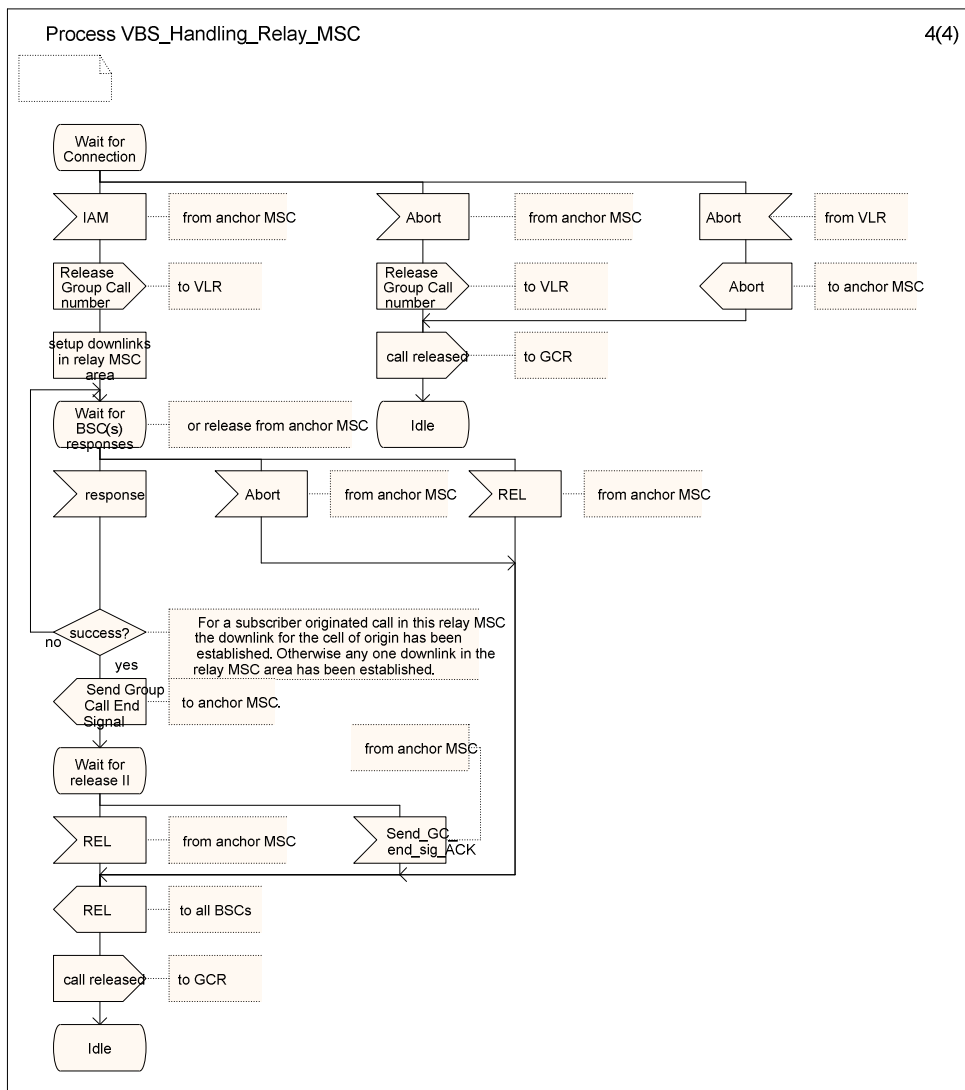 Process VBS_Handling_Relay_MSC
4(4)
Wait for
Connection
IAM
from anchor MSC
Abort
from anchor MSC
Abort
from VLR
Release
Group Call
number
to VLR
Release
Group Call
number
to VLR
Abort
to anchor MSC
setup downlinks
in relay MSC
area
call released
to GCR
Wait for
BSC(s)
responses
or release from anchor MSC
Idle
response
Abort
from anchor MSC
REL
from anchor MSC
success?
no
yes
For a subscriber originated call in this relay MSC
the downlink for the cell of origin has been
established. Otherwise any one downlink in the
relay MSC area has been established.
Send Group
Call End
Signal
to anchor MSC.
from anchor MSC
Wait for
release II
REL
from anchor MSC
Send_GC_
end_sig_ACK
REL
to all BSCs
call released
to GCR
Idle